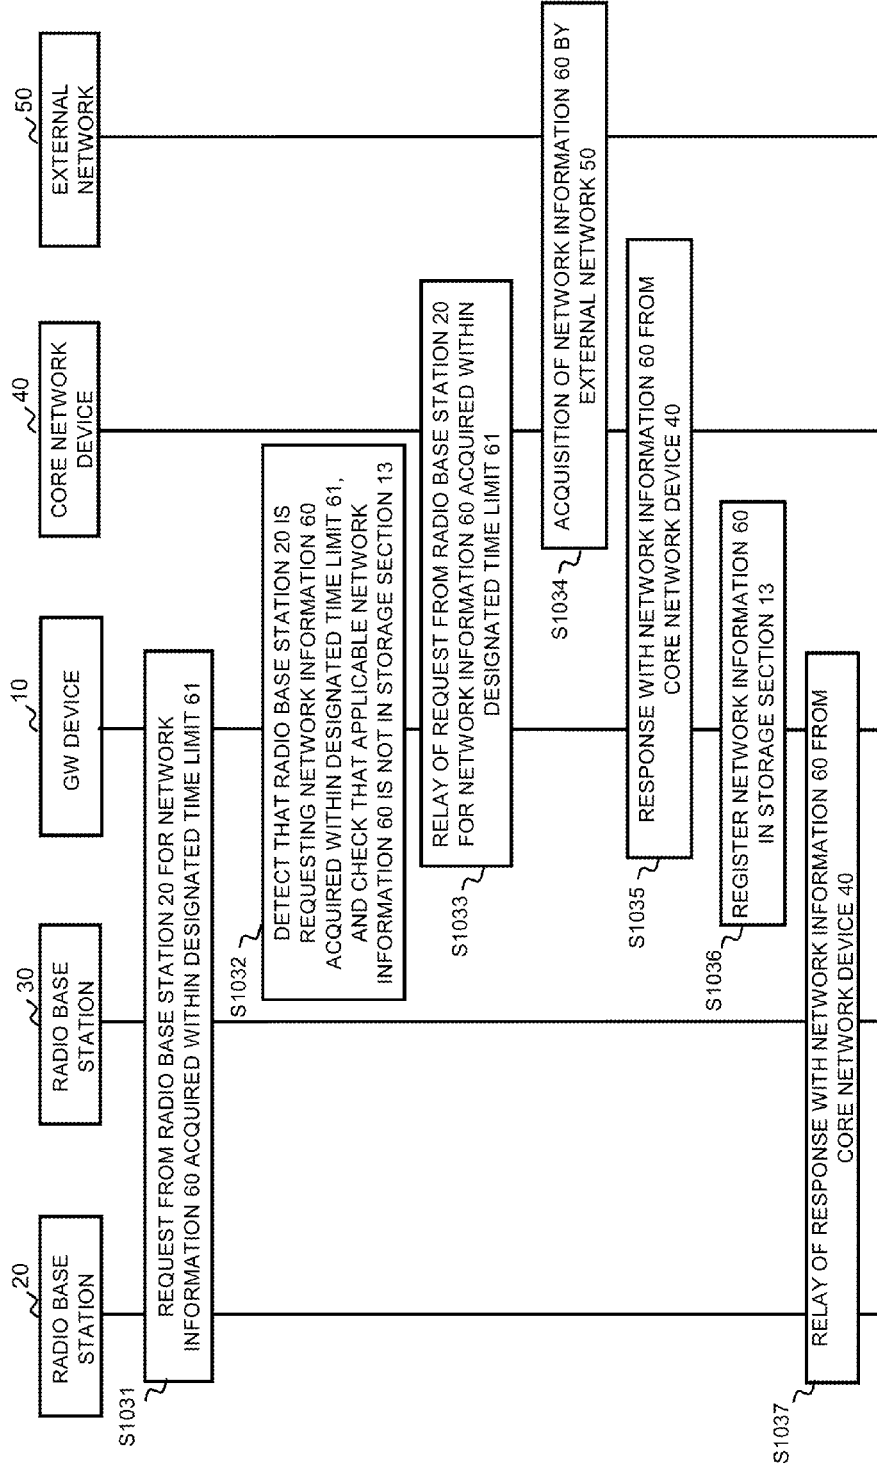 20
RADIO BASE
STATION
30
RADIO BASE
STATION
10
GW DEVICE
40
CORE NETWORK
DEVICE
50
EXTERNAL
NETWORK
S1031
REQUEST FROM RADIO BASE STATION 20 FOR NETWORK
INFORMATION 60 ACQUIRED WITHIN DESIGNATED TIME LIMIT 61
S1032
DETECT THAT RADIO BASE STATION 20 IS
REQUESTING NETWORK INFORMATION 60
ACQUIRED WITHIN DESIGNATED TIME LIMIT 61,
AND CHECK THAT APPLICABLE NETWORK
INFORMATION 60 IS NOT IN STORAGE SECTION 13
S1033
RELAY OF REQUEST FROM RADIO BASE STATION 20
FOR NETWORK INFORMATION 60 ACQUIRED WITHIN
DESIGNATED TIME LIMIT 61
S1034
ACQUISITION OF NETWORK INFORMATION 60 BY
EXTERNAL NETWORK 50
S1035
RESPONSE WITH NETWORK INFORMATION 60 FROM
CORE NETWORK DEVICE 40
S1036
REGISTER NETWORK INFORMATION 60
IN STORAGE SECTION 13
S1037
RELAY OF RESPONSE WITH NETWORK INFORMATION 60 FROM
CORE NETWORK DEVICE 40